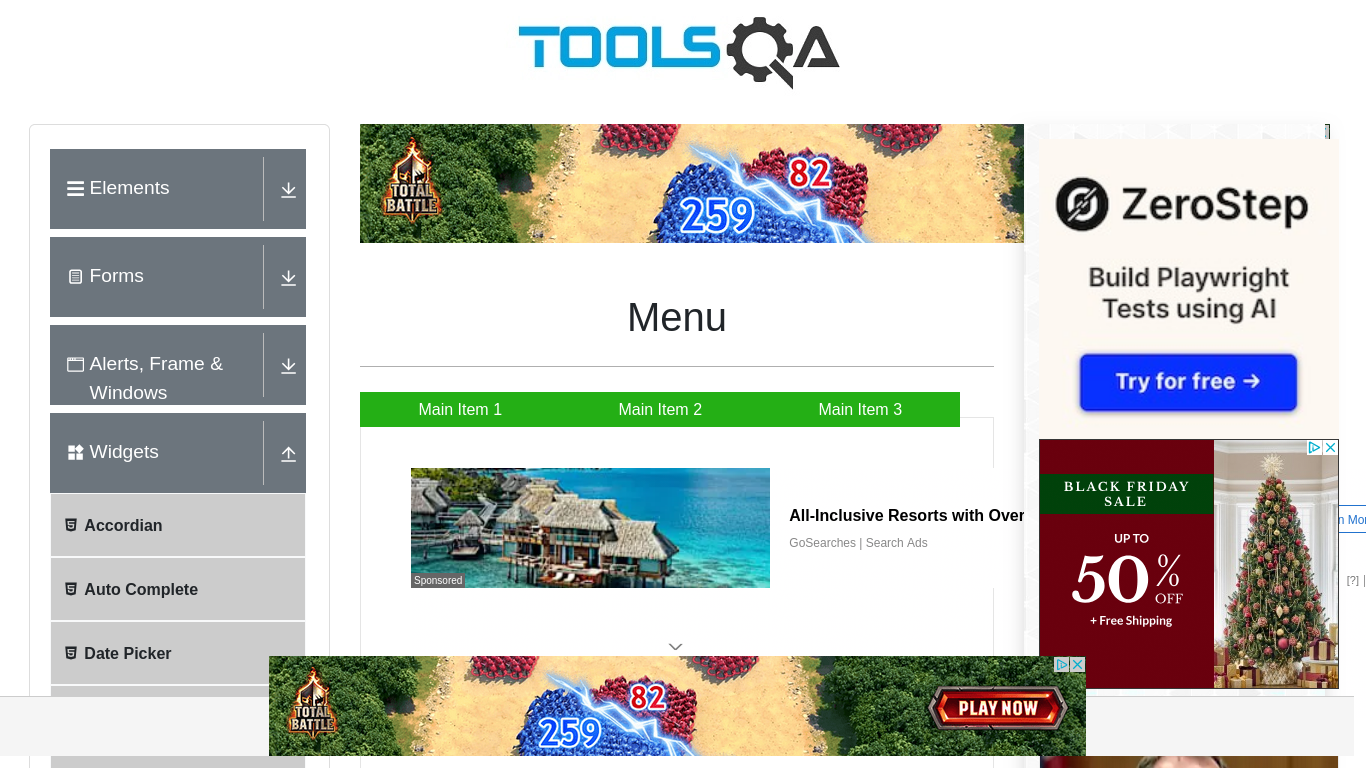 TOOLSQA
Elements
Forms
Alerts, Frame &
Windows
Widgets
Accordian
Auto Complete
Date Picker
TOTAL
BATTLE
82
259
Menu
Main Item 1
Main Item 2
Main Item 3
Sponsored
All-Inclusive Resorts with Over
GoSearches | Search Ads
ZeroStep
Build Playwright
Tests using AI
Try for free →
BLACK FRIDAY
SALE
UP TO
50%
OFF
+ Free Shipping
[?] |
TOTAL
BATTLE
82
259
PLAY NOW